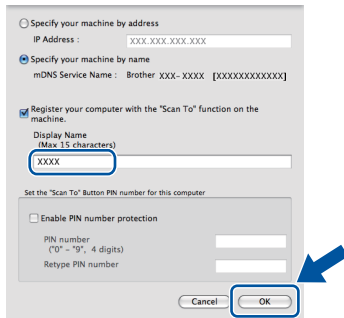 Specify your machine by address
IP Address : XXX.XXX.XXX.XXX
Specify your machine by name
mDNS Service Name : Brother XXX-XXXX [XXXXXXXXXXXX]
Register your computer with the "Scan To" function on the
machine.
Display Name
(Max 15 characters)
XXXX
Set the "Scan To" Button PIN number for this computer
Enable PIN number protection
PIN number
("0" - "9", 4 digits)
Retype PIN number
Cancel OK